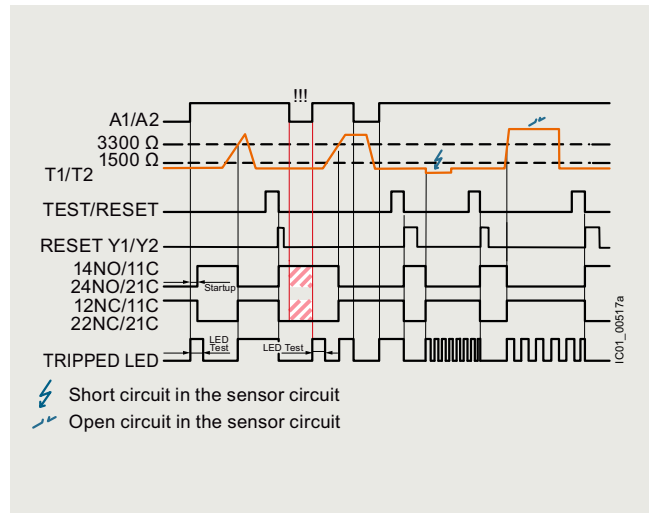 !!!
A1/A2
3300 Ω
1500 Ω
T1/T2
TEST/RESET
RESET Y1/Y2
14NO/11C
24NO/21C
Startup
12NC/11C
22NC/21C
LED
Test
LED Test
TRIPPED LED
IC01_00517a
Short circuit in the sensor circuit
Open circuit in the sensor circuit